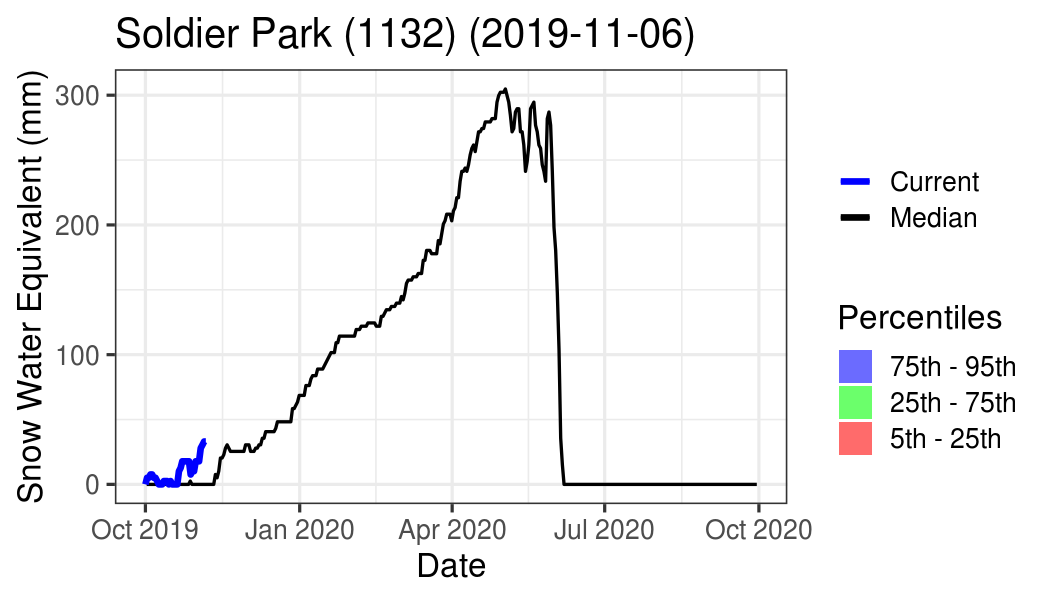 Soldier Park (1132) (2019-11-06)
Snow Water Equivalent (mm)
300
200
100
0
Oct 2019
Jan 2020
Apr 2020
Jul 2020
Oct 2020
Date
Current
Median
Percentiles
75th - 95th
25th - 75th
5th - 25th